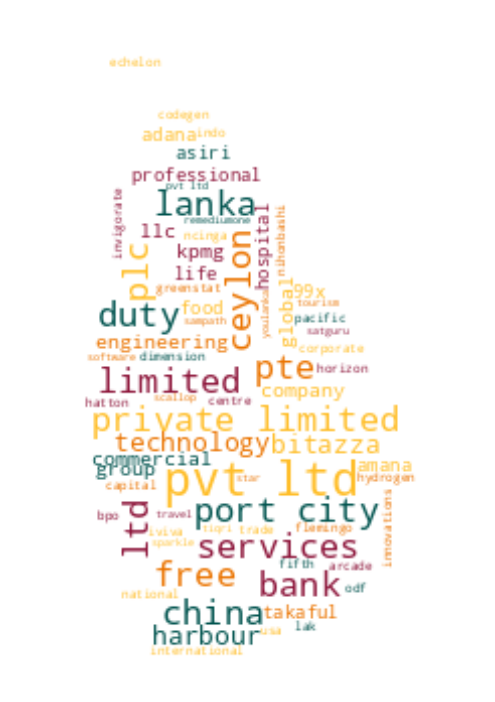 echelon
codegen
adana indo
asiri
professional
pvt ltd
lanka
invigorate
remediumone
llc
ncinga
hospital
nihonbashi
kpmg
plc
ceylon
life
greenstat
99x
global
youlanka
tourism
duty
food
sampath
pacific
satguru
engineering
corporate
software dimension
pte
horizon
limited
company
hatton
scallop
centre
private limited
technology
bitazza
commercial
group
amana
pvt ltd
star
hydrogen
capital
port city
bpo
ltd
travel
innovations
iviva
tiqri
trade
flemingo
sparkle
services
fifth
arcade
free
bank
odf
national
china
takaful
harbour
usa
lak
international